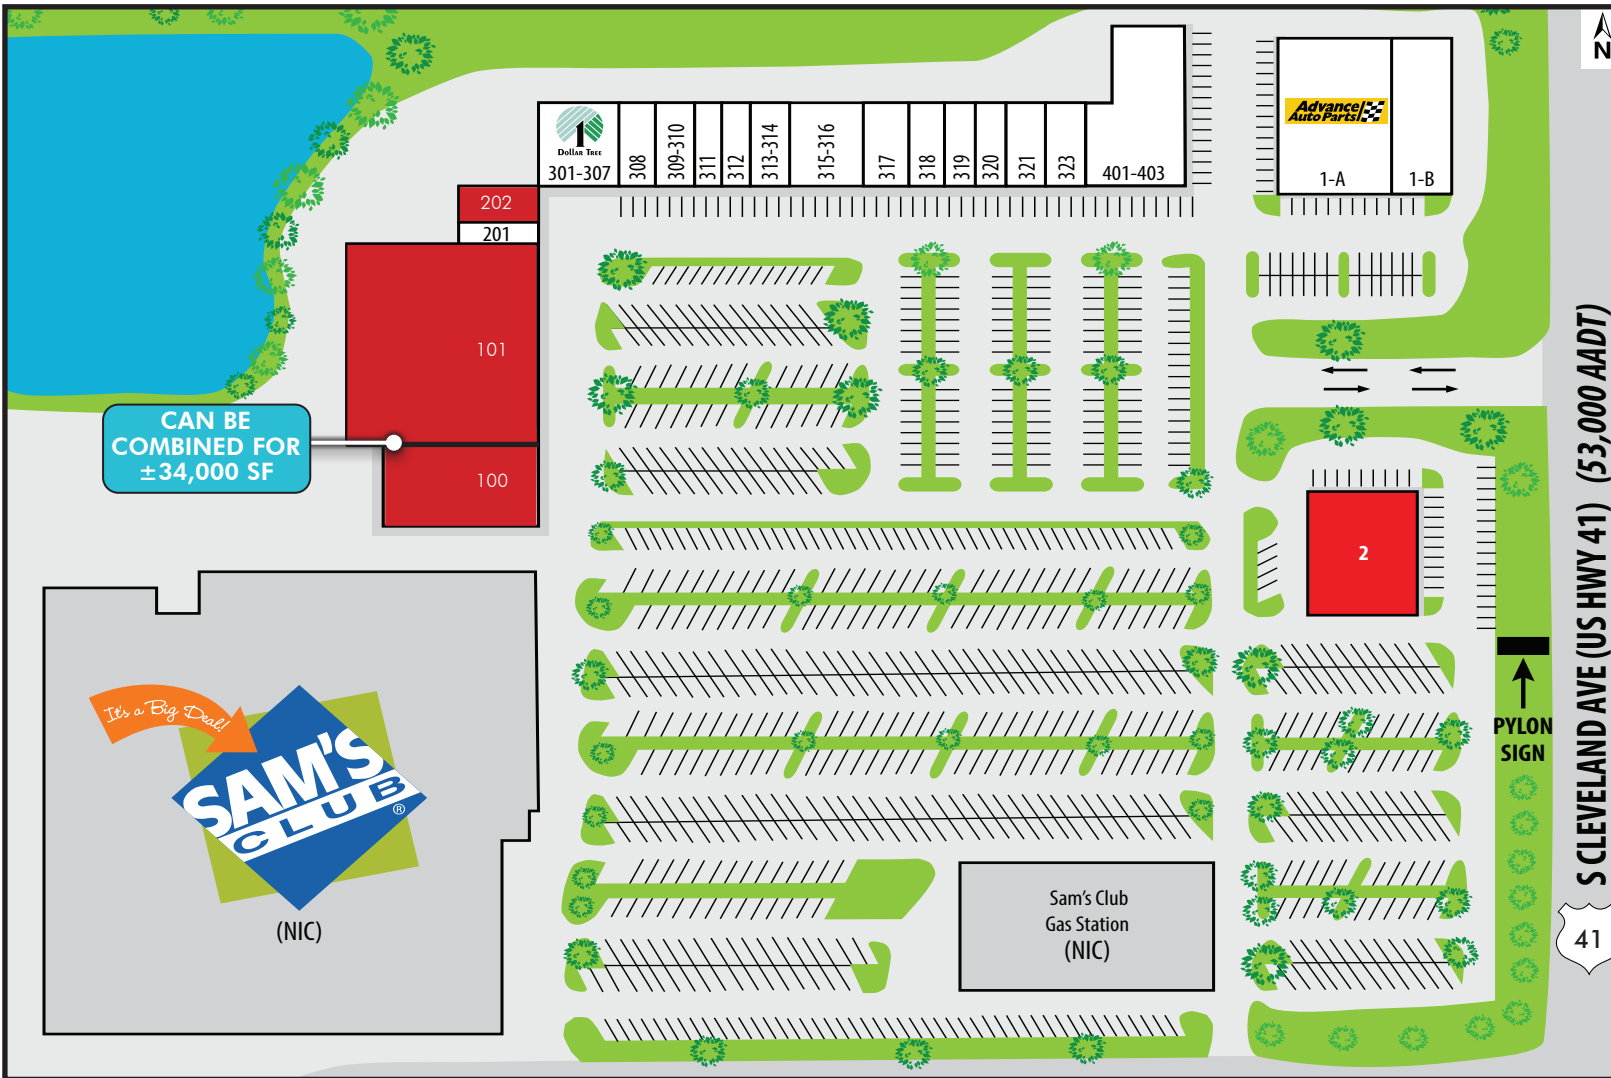 N
Dollar Tree
301-307
308
309-310
311
312
313-314
315-316
317
318
319
320
321
323
401-403
Advance
Auto Parts
1-A
1-B
202
201
101
100
CAN BE
COMBINED FOR
±34,000 SF
2
PYLON
SIGN
S CLEVELAND AVE (US HWY 41) (53,000 AADT)
41
It's a Big Deal!
SAM'S
CLUB®
(NIC)
Sam's Club
Gas Station
(NIC)